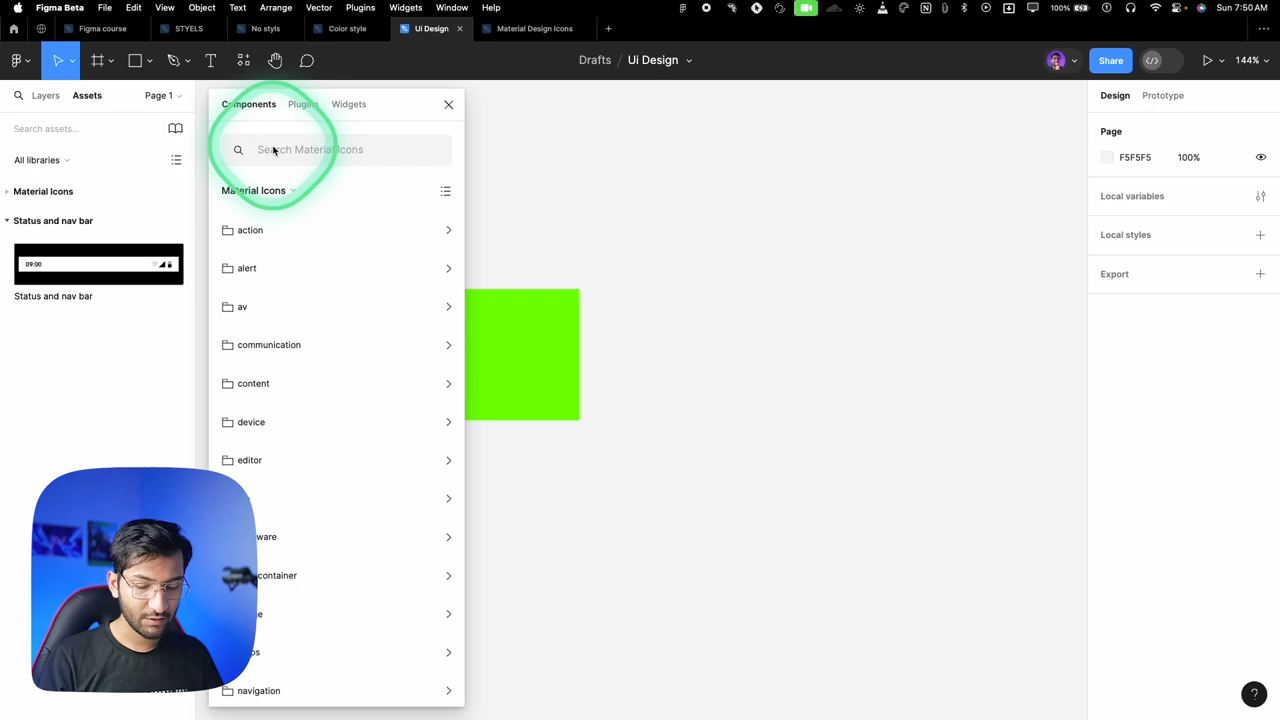 Figma Beta File Edit View Object Text Arrange Vector Plugins Widgets Window Help 100% Sun 7:50 AM
Figma course STYELS No styls Color style Ui Design Material Design Icons
Drafts / Ui Design Share 144%
Layers Assets Page 1
Search assets...
All libraries
Material Icons
Status and nav bar
09:00
Status and nav bar
Components Plugins Widgets
Search Material Icons
Material Icons
action
alert
av
communication
content
device
editor
ware
container
navigation
Design Prototype
Page
F5F5F5 100%
Local variables
Local styles
Export
?